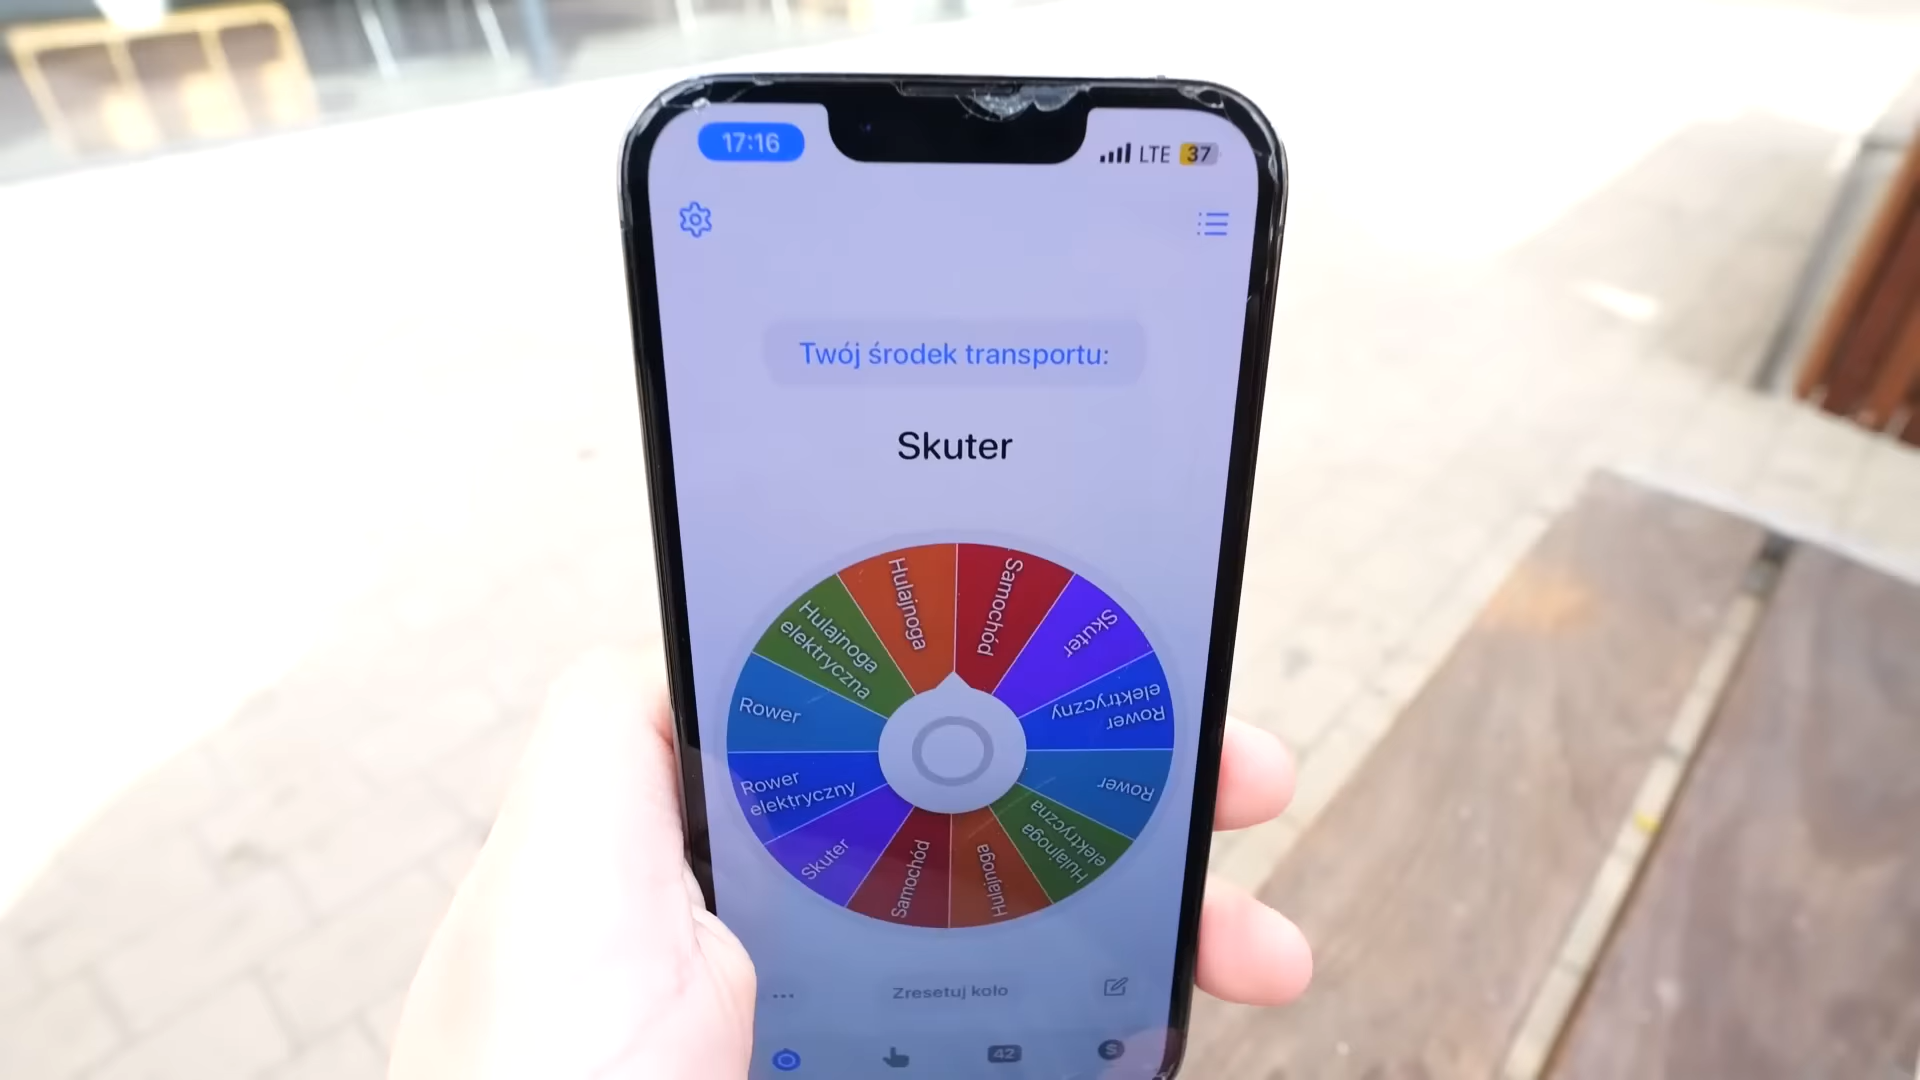 17:16
LTE 37
Twój środek transportu:
Skuter
Hulajnoga
Samochód
Skuter
Rower
elektryczny
Rower
Hulajnoga
elektryczna
Hulajnoga
Samochód
Skuter
Rower
elektryczny
Rower
Hulajnoga
elektryczna
Zresetuj koło
42
S